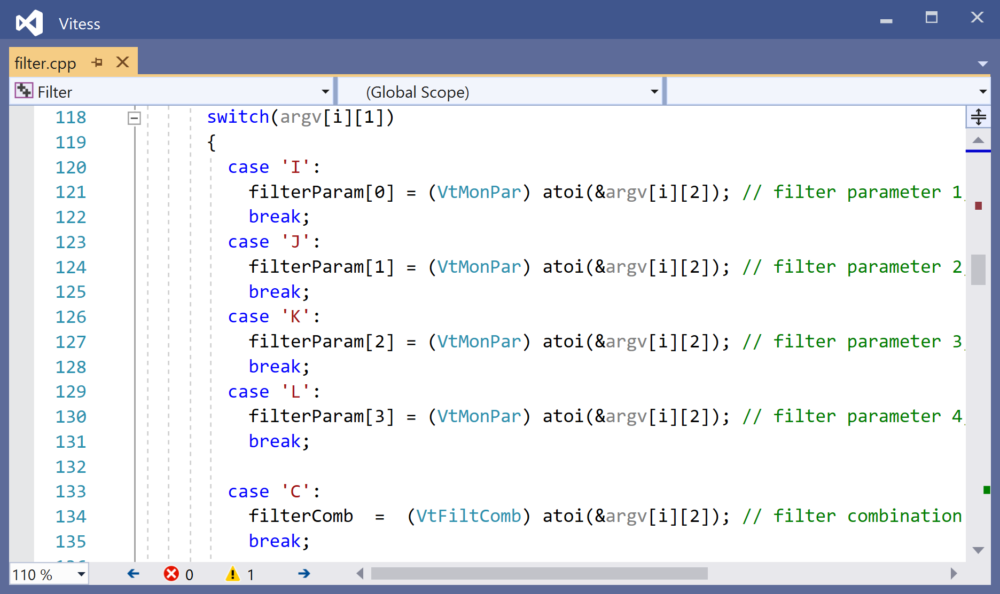 Vitess
filter.cpp
Filter (Global Scope)
118 switch(argv[i][1])
119 {
120 case 'I':
121 filterParam[0] = (VtMonPar) atoi(&argv[i][2]); // filter parameter 1,
122 break;
123 case 'J':
124 filterParam[1] = (VtMonPar) atoi(&argv[i][2]); // filter parameter 2,
125 break;
126 case 'K':
127 filterParam[2] = (VtMonPar) atoi(&argv[i][2]); // filter parameter 3,
128 break;
129 case 'L':
130 filterParam[3] = (VtMonPar) atoi(&argv[i][2]); // filter parameter 4,
131 break;
132
133 case 'C':
134 filterComb = (VtFiltComb) atoi(&argv[i][2]); // filter combination
135 break;
110 % 0 1